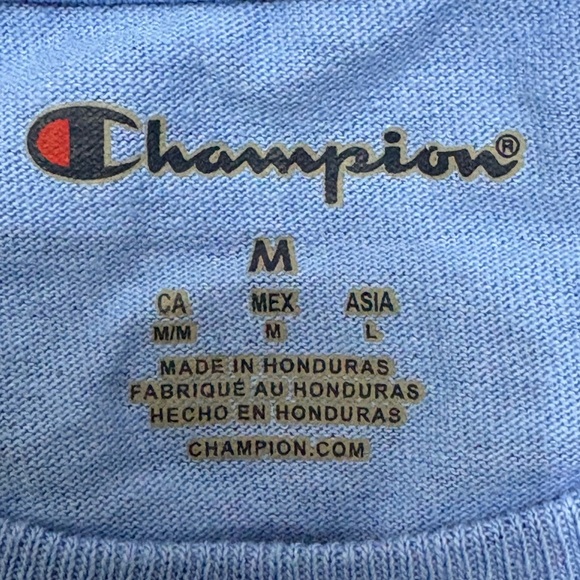 Champion®
M
CA MEX ASIA
M/M M L
MADE IN HONDURAS
FABRIQUÉ AU HONDURAS
HECHO EN HONDURAS
CHAMPION.COM